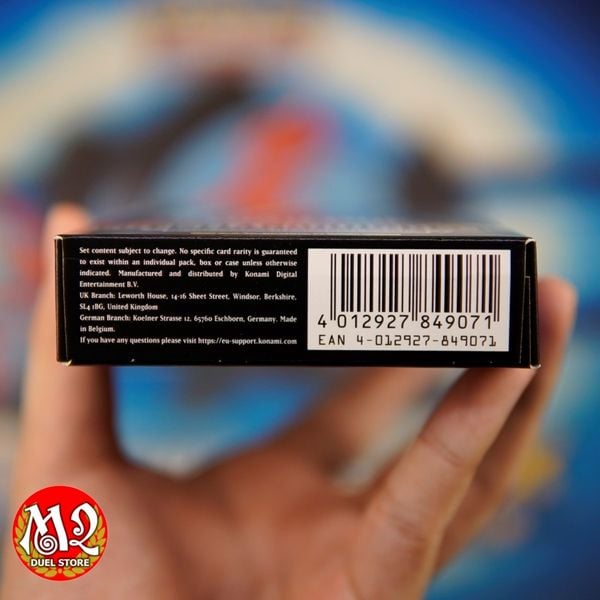 Set content subject to change. No specific card rarity is guaranteed
to exist within an individual pack, box or case unless otherwise
indicated. Manufactured and distributed by Konami Digital
Entertainment B.V.
UK Branch: Leworth House, 14-16 Sheet Street, Windsor, Berkshire,
SL4 1BG, United Kingdom
German Branch: Koelner Strasse 12, 65760 Eschborn, Germany. Made
in Belgium.
If you have any questions please visit https://eu-support.konami.com
4 012927 849071
EAN 4-012927-849071
M2
DUEL STORE